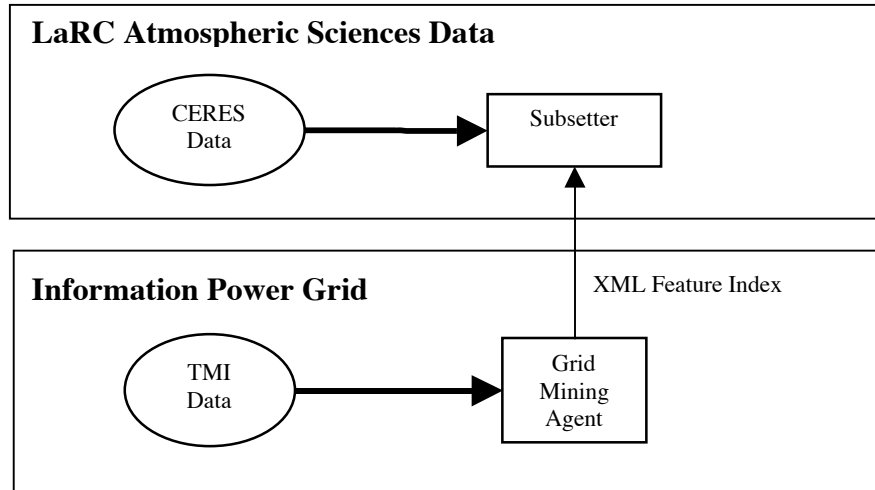 LaRC Atmospheric Sciences Data
CERES
Data
Subsetter
Information Power Grid
XML Feature Index
TMI
Data
Grid
Mining
Agent